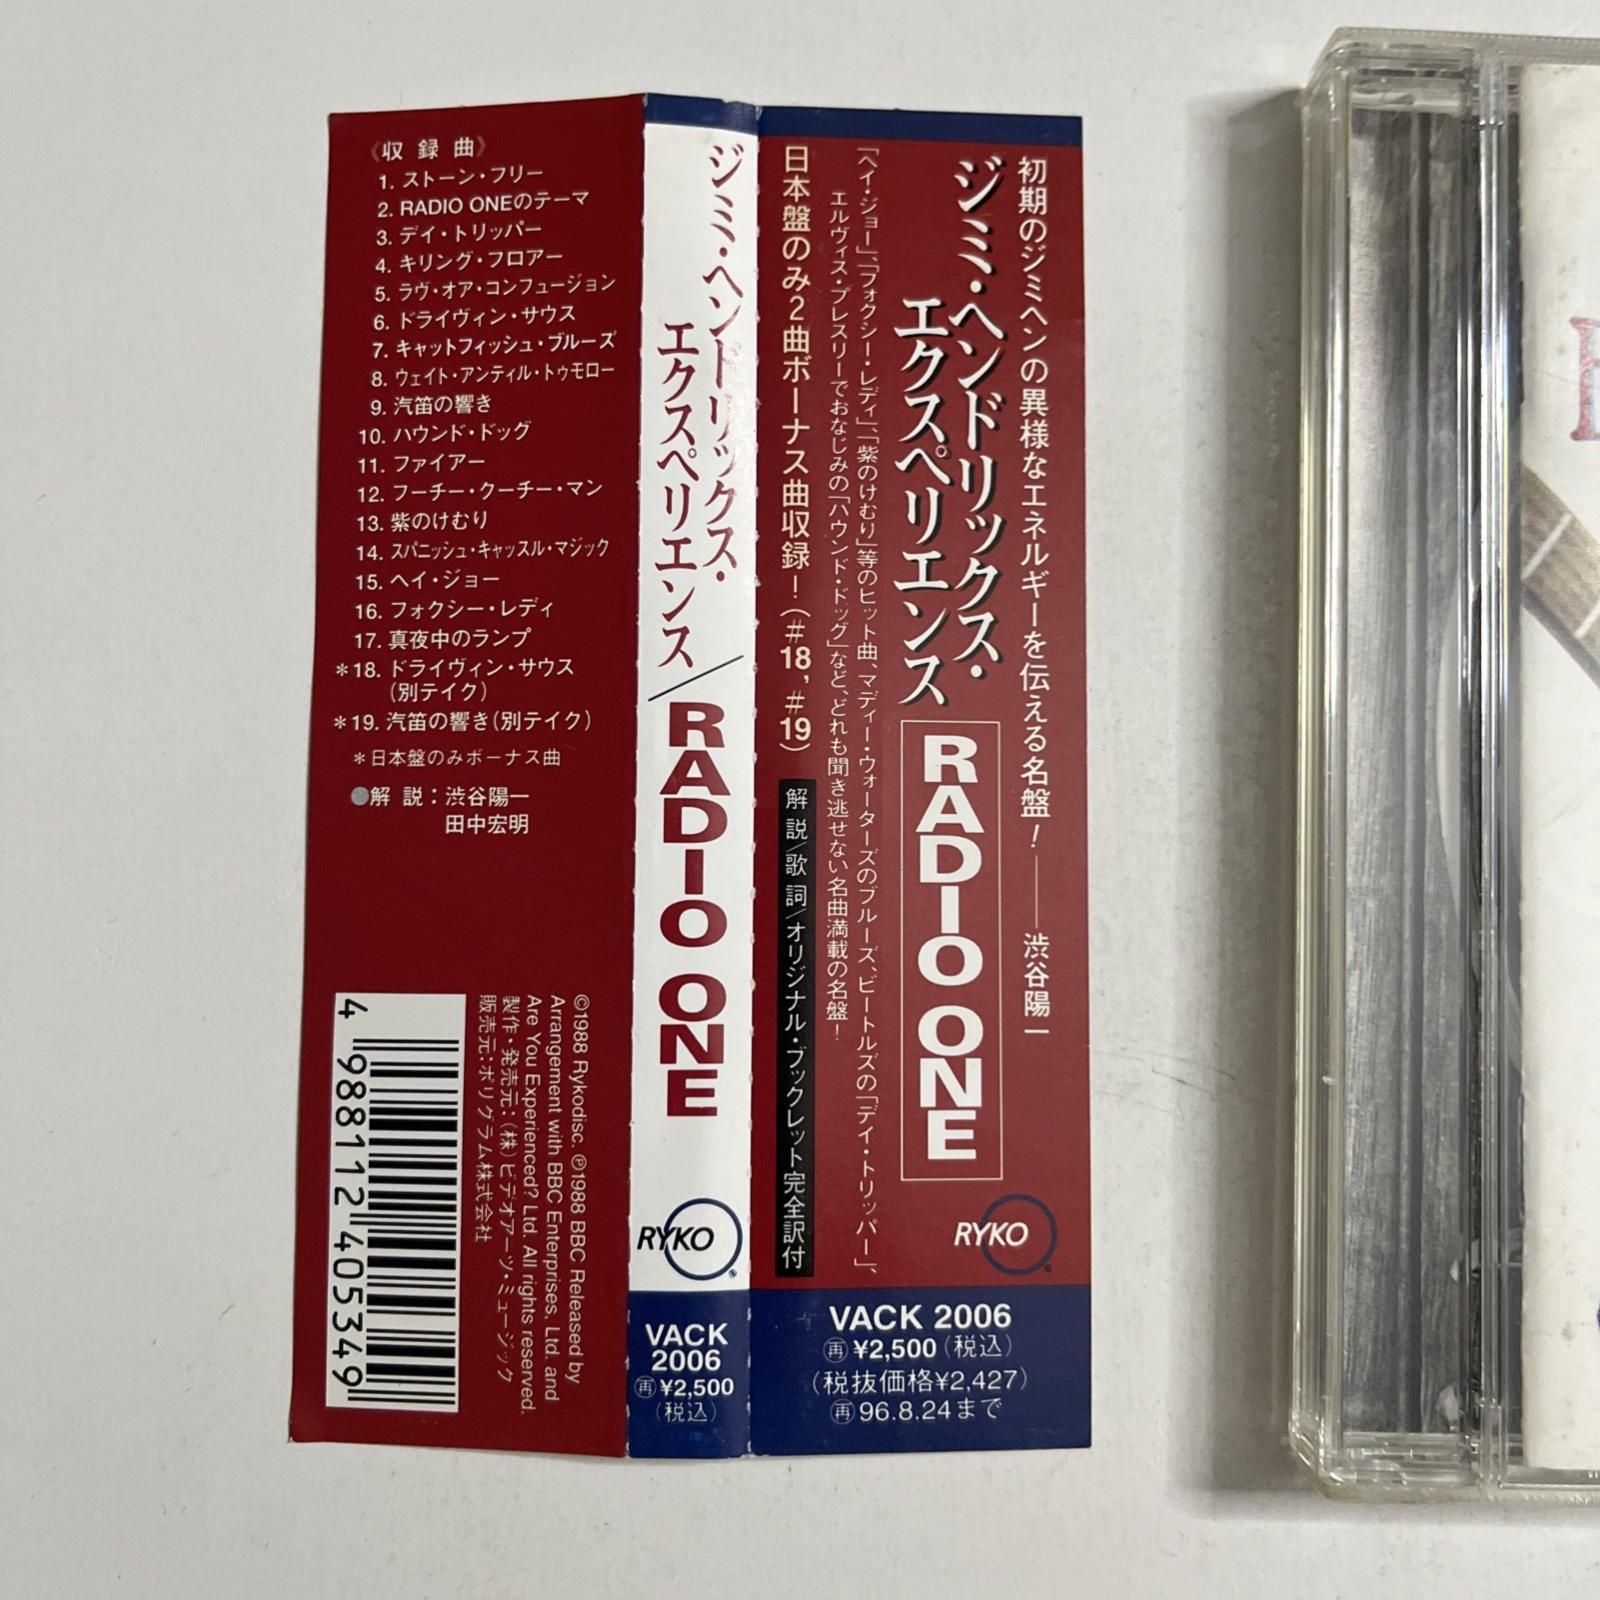 《収録曲》
1. ストーン・フリー
2. RADIO ONEのテーマ
3. デイ・トリッパー
4. キリング・フロアー
5. ラヴ・オア・コンフュージョン
6. ドライヴィン・サウス
7. キャットフィッシュ・ブルーズ
8. ウェイト・アンティル・トゥモロー
9. 汽笛の響き
10. ハウンド・ドッグ
11. ファイアー
12. フーチー・クーチー・マン
13. 紫のけむり
14. スパニッシュ・キャッスル・マジック
15. ヘイ・ジョー
16. フォクシー・レディ
17. 真夜中のランプ
*18. ドライヴィン・サウス
(別テイク)
*19. 汽笛の響き(別テイク)
*日本盤のみボーナス曲
●解説：渋谷陽一
田中宏明
©1988 Rykodisc. ℗1988 BBC Released by
Arrangement with BBC Enterprises, Ltd. and
Are You Experienced? Ltd. All rights reserved.
製作・発売元：(株)ビデオアーツ・ミュージック
販売元：ポリグラム株式会社
4 988112 405349
ジミ・ヘンドリックス・
エクスペリエンス
RADIO ONE
RYKO
VACK
2006
再¥2,500
(税込)
初期のジミヘンの異様なエネルギーを伝える名盤！——渋谷陽一
ジミ・ヘンドリックス・
エクスペリエンス
RADIO ONE
「ヘイ・ジョー」、「フォクシー・レディ」、「紫のけむり」等のヒット曲、マディー・ウォーターズのブルーズ、ビートルズの「デイ・トリッパー」、
エルヴィス・プレスリーでおなじみの「ハウンド・ドッグ」など、どれも聞き逃せない名曲満載の名盤！
日本盤のみ2曲ボーナス曲収録！(#18, #19)
解説/歌詞/オリジナル・ブックレット完全訳付
RYKO
VACK 2006
再¥2,500(税込)
(税抜価格¥2,427)
再96.8.24まで